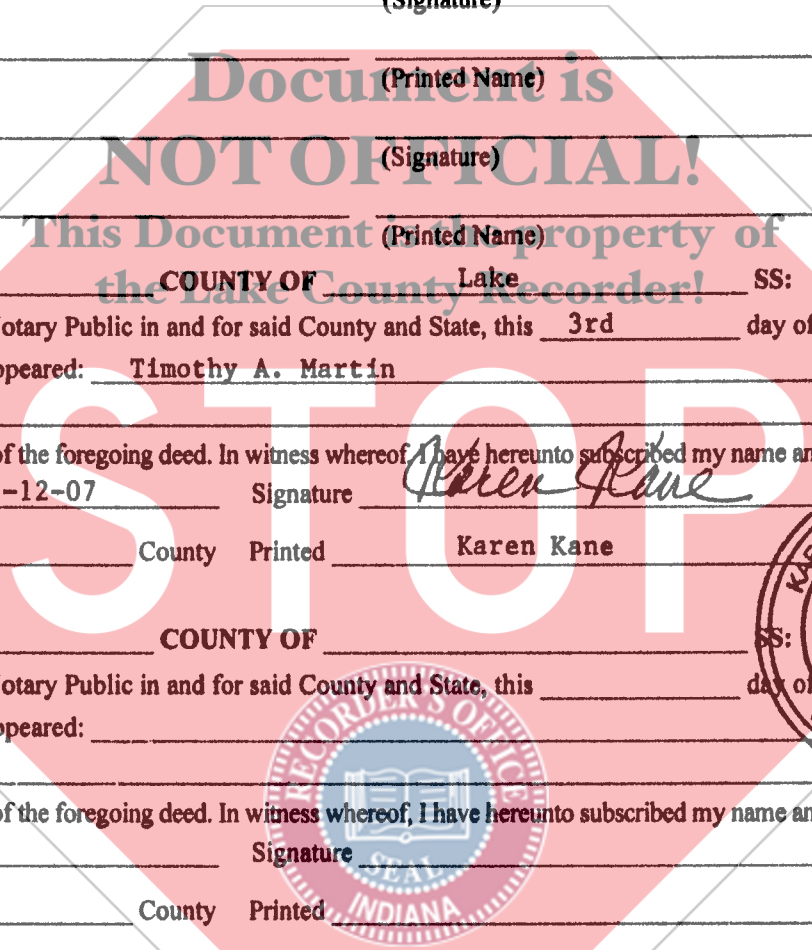 (Signature)
Document is
(Printed Name)
NOT OFFICIAL!
(Signature)
This Document is the property of
(Printed Name)
the Lake County Recorder!
COUNTY OF Lake SS:
otary Public in and for said County and State, this 3rd day of
ppeared: Timothy A. Martin
STOP
of the foregoing deed. In witness whereof, I have hereunto subscribed my name an
-12-07 Signature Karen Kane
County Printed Karen Kane
KAR
COUNTY OF SS:
otary Public in and for said County and State, this day of
ppeared:
RECORDER'S OFFICE
of the foregoing deed. In witness whereof, I have hereunto subscribed my name an
Signature
SEAL
County Printed
INDIANA